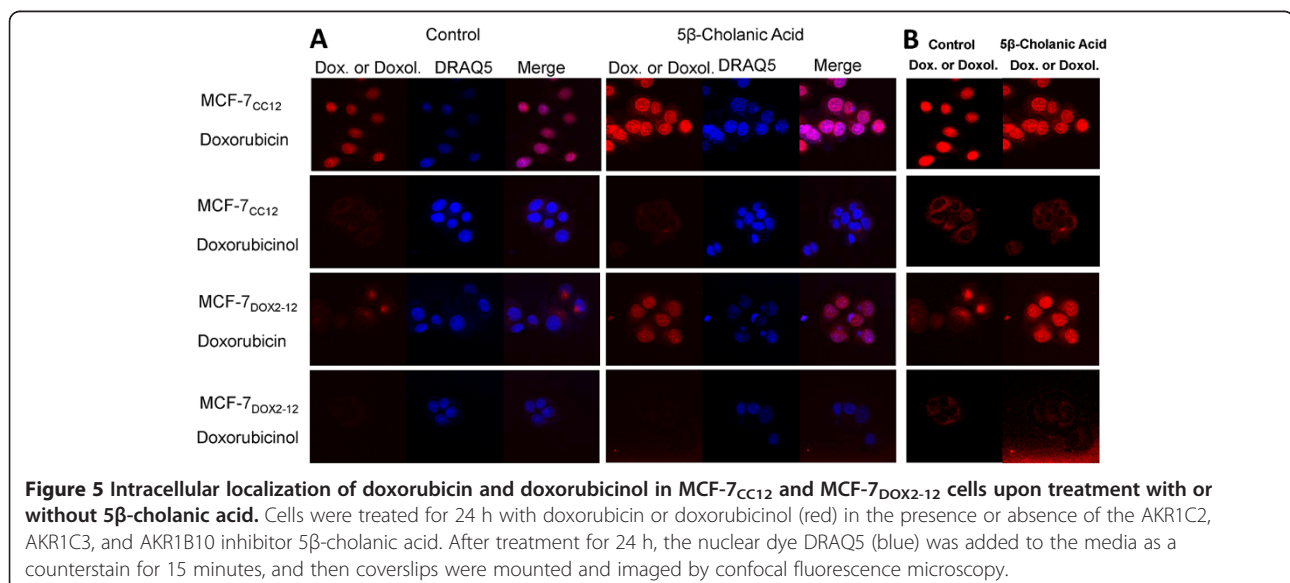 A Control 5β-Cholanic Acid B Control 5β-Cholanic Acid
Dox. or Doxol. DRAQ5 Merge Dox. or Doxol. DRAQ5 Merge Dox. or Doxol. Dox. or Doxol.
MCF-7CC12
Doxorubicin
MCF-7CC12
Doxorubicinol
MCF-7DOX2-12
Doxorubicin
MCF-7DOX2-12
Doxorubicinol
Figure 5 Intracellular localization of doxorubicin and doxorubicinol in MCF-7CC12 and MCF-7DOX2-12 cells upon treatment with or
without 5β-cholanic acid. Cells were treated for 24 h with doxorubicin or doxorubicinol (red) in the presence or absence of the AKR1C2,
AKR1C3, and AKR1B10 inhibitor 5β-cholanic acid. After treatment for 24 h, the nuclear dye DRAQ5 (blue) was added to the media as a
counterstain for 15 minutes, and then coverslips were mounted and imaged by confocal fluorescence microscopy.